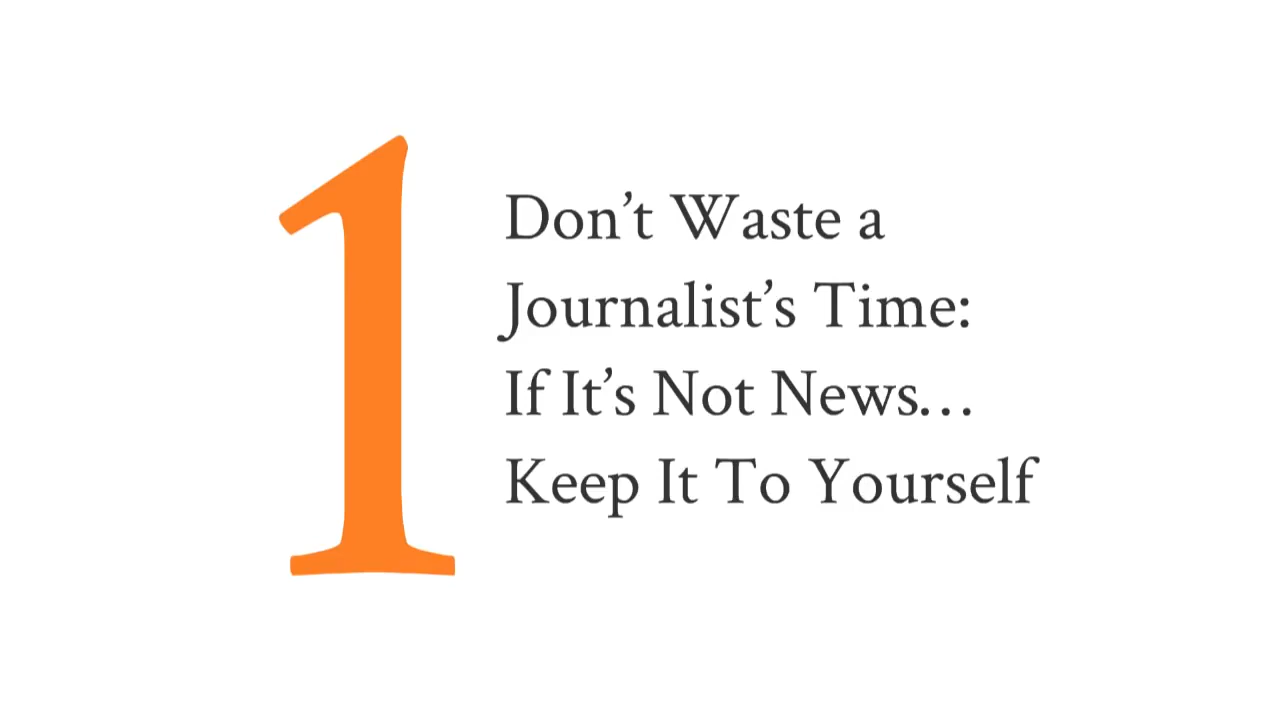 1
Don’t Waste a
Journalist’s Time:
If It’s Not News…
Keep It To Yourself